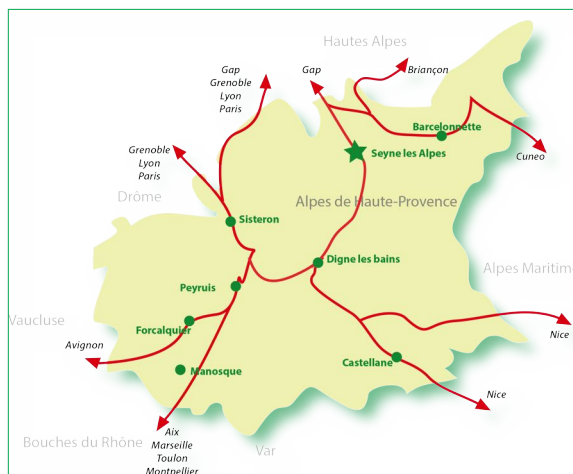 Hautes Alpes
Gap
Grenoble
Lyon
Paris
Gap
Briançon
Barcelonnette
Grenoble
Lyon
Paris
Seyne les Alpes
Cuneo
Drôme
Alpes de Haute-Provence
Sisteron
Digne les bains
Alpes Maritim
Peyruis
Vaucluse
Forcalquier
Nice
Avignon
Castellane
Manosque
Nice
Aix
Marseille
Toulon
Montpellier
Bouches du Rhône
Var